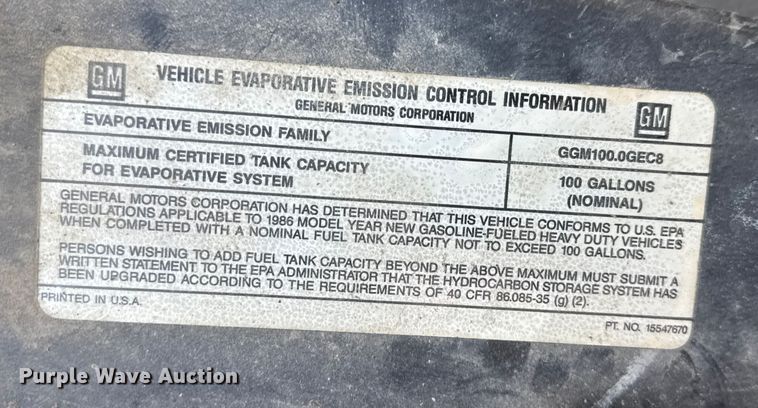 GM VEHICLE EVAPORATIVE EMISSION CONTROL INFORMATION GM
GENERAL MOTORS CORPORATION
EVAPORATIVE EMISSION FAMILY GGM100.0GEC8
MAXIMUM CERTIFIED TANK CAPACITY 100 GALLONS
FOR EVAPORATIVE SYSTEM (NOMINAL)
GENERAL MOTORS CORPORATION HAS DETERMINED THAT THIS VEHICLE CONFORMS TO U.S. EPA
REGULATIONS APPLICABLE TO 1986 MODEL YEAR NEW GASOLINE-FUELED HEAVY DUTY VEHICLES
WHEN COMPLETED WITH A NOMINAL FUEL TANK CAPACITY NOT TO EXCEED 100 GALLONS.
PERSONS WISHING TO ADD FUEL TANK CAPACITY BEYOND THE ABOVE MAXIMUM MUST SUBMIT A
WRITTEN STATEMENT TO THE EPA ADMINISTRATOR THAT THE HYDROCARBON STORAGE SYSTEM HAS
BEEN UPGRADED ACCORDING TO THE REQUIREMENTS OF 40 CFR 86.085-35 (g) (2).
PRINTED IN U.S.A. PT. NO. 15547670
Purple Wave Auction